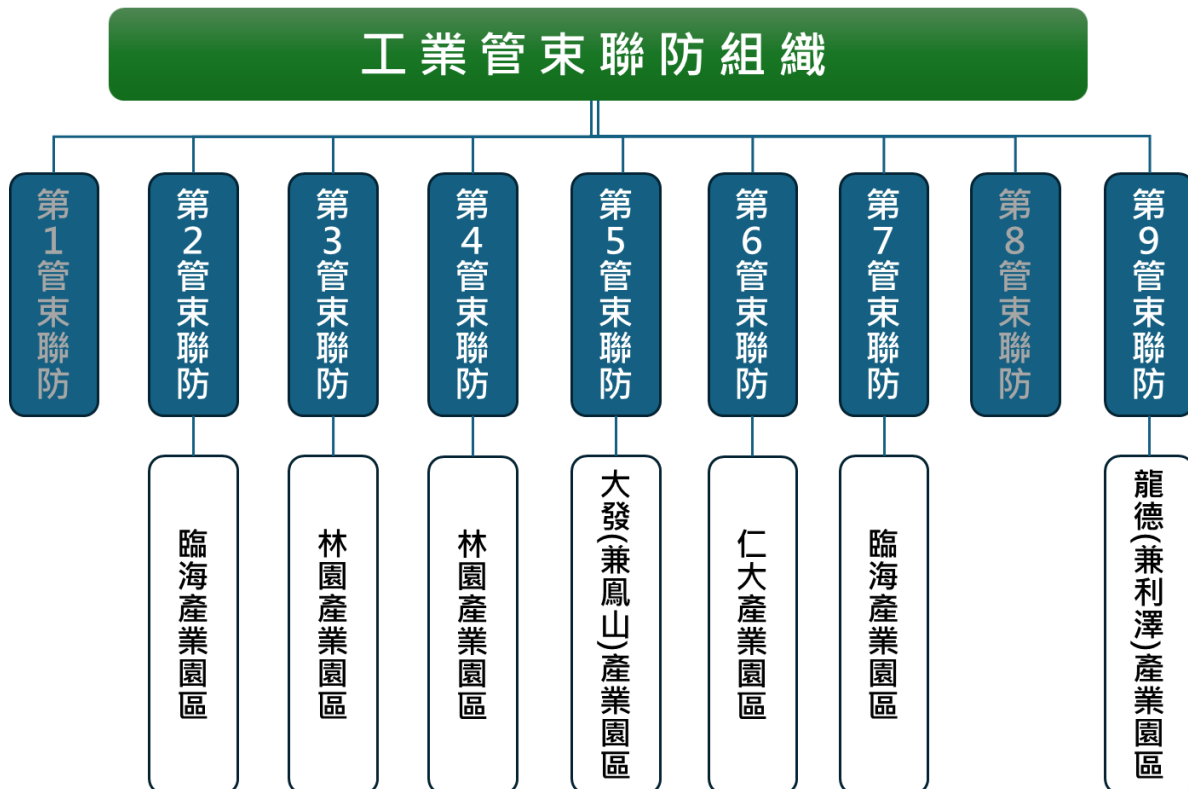 工業管束聯防組織
第1管束聯防
第2管束聯防
第3管束聯防
第4管束聯防
第5管束聯防
第6管束聯防
第7管束聯防
第8管束聯防
第9管束聯防
臨海產業園區
林園產業園區
林園產業園區
大發(兼鳳山)產業園區
仁大產業園區
臨海產業園區
龍德(兼利澤)產業園區